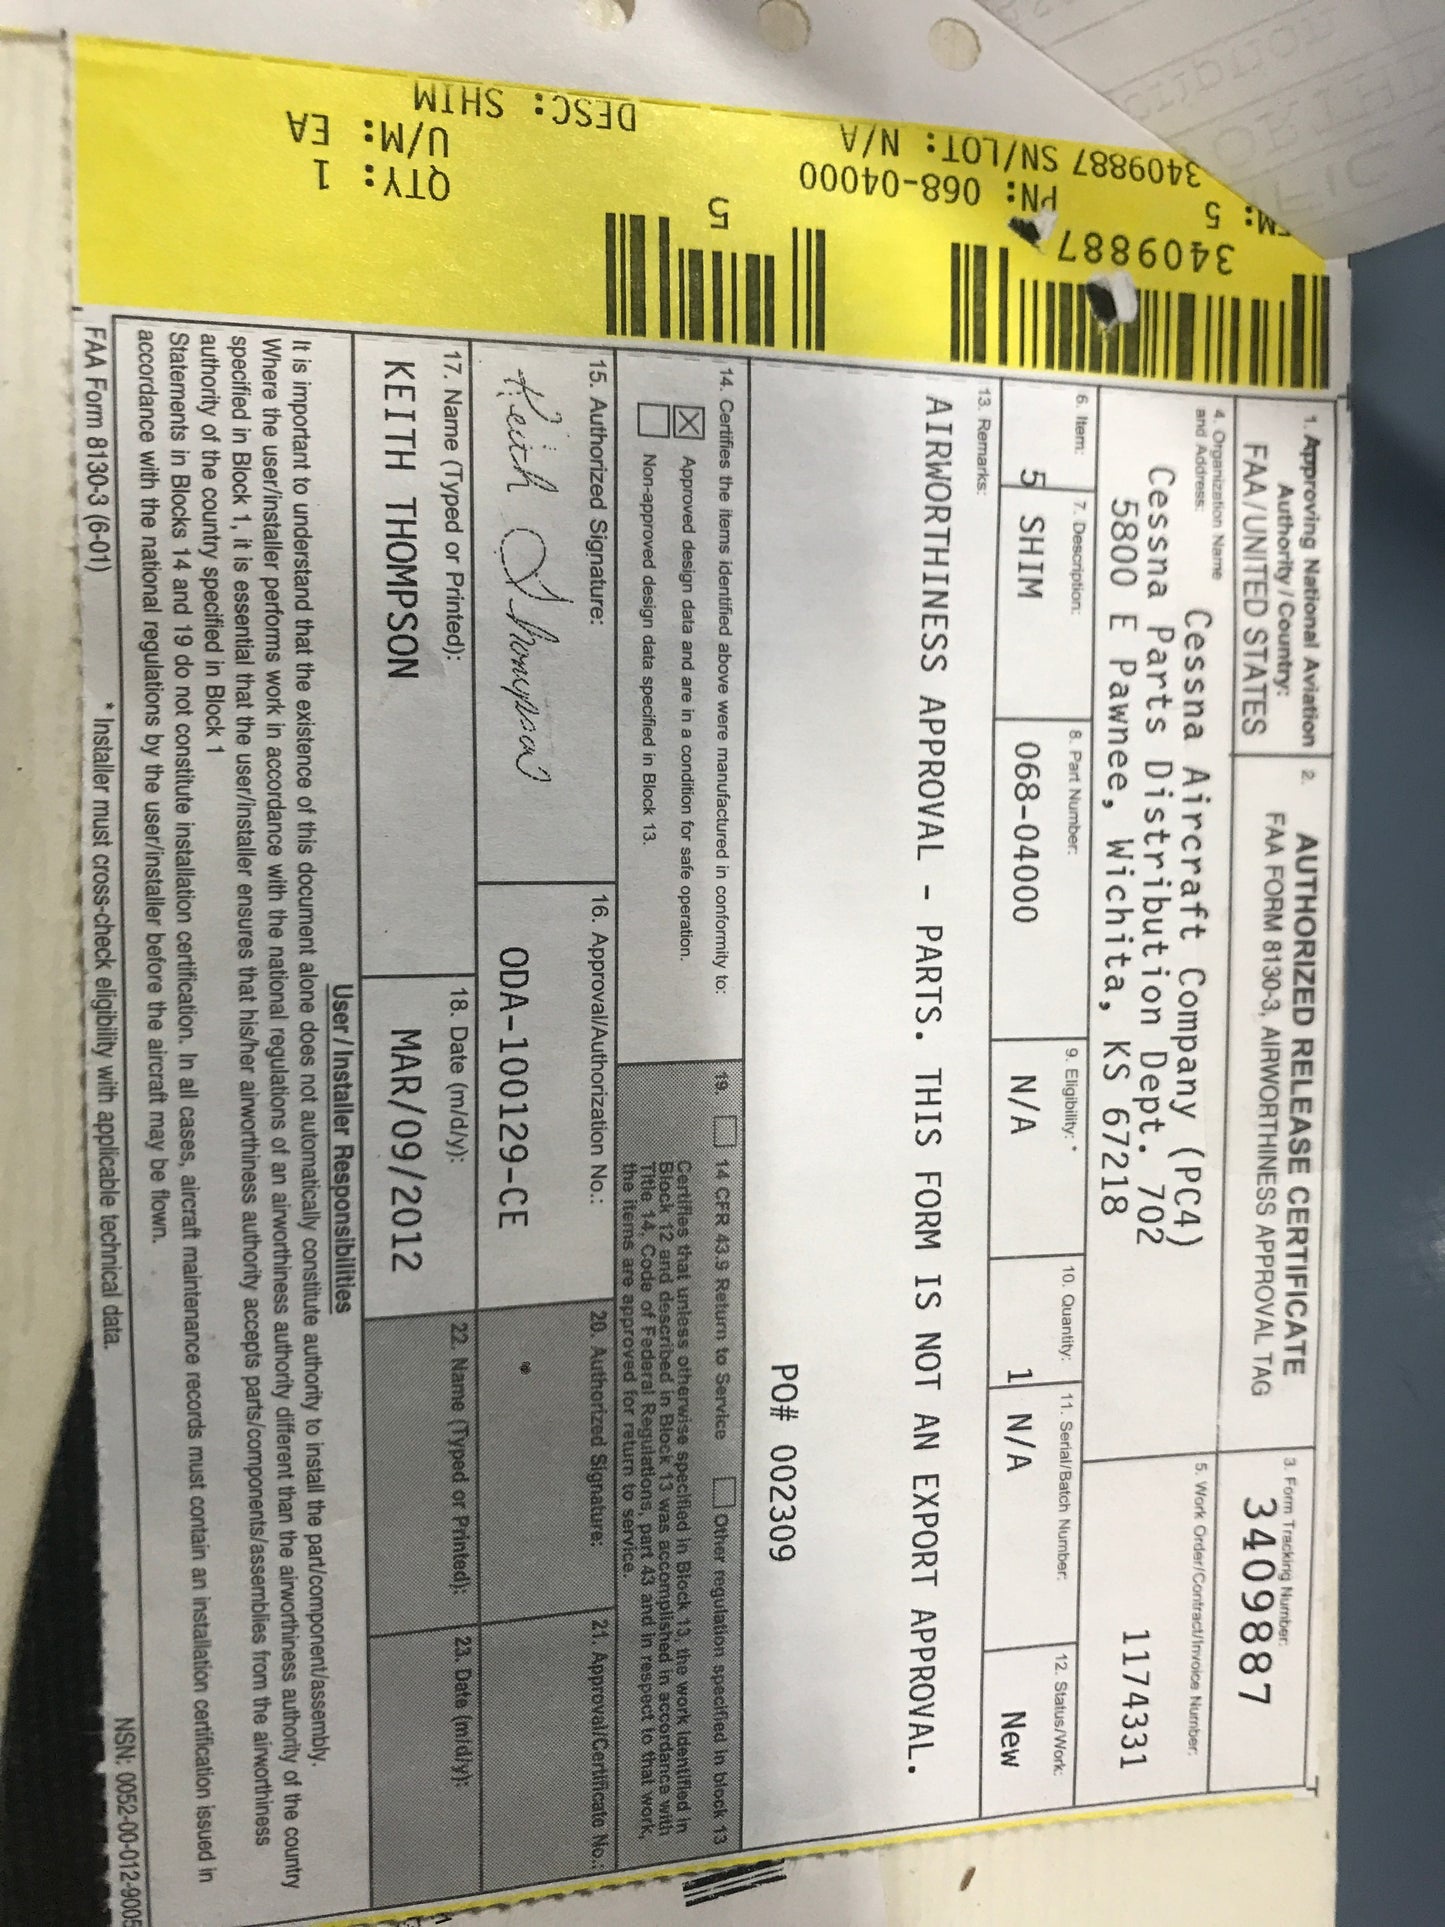 1. Approving National Aviation
Authority/Country:
FAA/UNITED STATES
2.
AUTHORIZED RELEASE CERTIFICATE
FAA FORM 8130-3, AIRWORTHINESS APPROVAL TAG
3. Form Tracking Number:
3409887
4. Organization Name
and Address:
Cessna Aircraft Company (PC4)
Cessna Parts Distribution Dept. 702
5800 E Pawnee, Wichita, KS 67218
5. Work Order/Contract/Invoice Number:
1174331
6. Item:
5
7. Description:
SHIM
8. Part Number:
068-04000
9. Eligibility: *
N/A
10. Quantity:
1
11. Serial/Batch Number:
N/A
12. Status/Work:
New
13. Remarks:
AIRWORTHINESS APPROVAL - PARTS. THIS FORM IS NOT AN EXPORT APPROVAL.
PO# 002309
14. Certifies the items identified above were manufactured in conformity to:
Approved design data and are in a condition for safe operation.
Non-approved design data specified in Block 13.
19.
14 CFR 43.9 Return to Service
Other regulation specified in block 13
Certifies that unless otherwise specified in Block 13, the work identified in
Block 12 and described in Block 13 was accomplished in accordance with
Title 14, Code of Federal Regulations, part 43 and in respect to that work,
the items are approved for return to service.
15. Authorized Signature:
Keith Thompson
16. Approval/Authorization No.:
ODA-100129-CE
20. Authorized Signature:
21. Approval/Certificate No.:
17. Name (Typed or Printed):
KEITH THOMPSON
18. Date (m/d/y):
MAR/09/2012
22. Name (Typed or Printed):
23. Date (m/d/y):
User/Installer Responsibilities
It is important to understand that the existence of this document alone does not automatically constitute authority to install the part/component/assembly.
Where the user/installer performs work in accordance with the national regulations of an airworthiness authority different than the airworthiness authority of the country
specified in Block 1, it is essential that the user/installer ensures that his/her airworthiness authority accepts parts/components/assemblies from the airworthiness
authority of the country specified in Block 1
Statements in Blocks 14 and 19 do not constitute installation certification. In all cases, aircraft maintenance records must contain an installation certification issued in
accordance with the national regulations by the user/installer before the aircraft may be flown.
FAA Form 8130-3 (6-01)
* Installer must cross-check eligibility with applicable technical data.
NSN: 0052-00-012-9005
3409887
5
5
PN: 068-04000
QTY: 1
3409887 SN/LOT: N/A
U/M: EA
DESC: SHIM